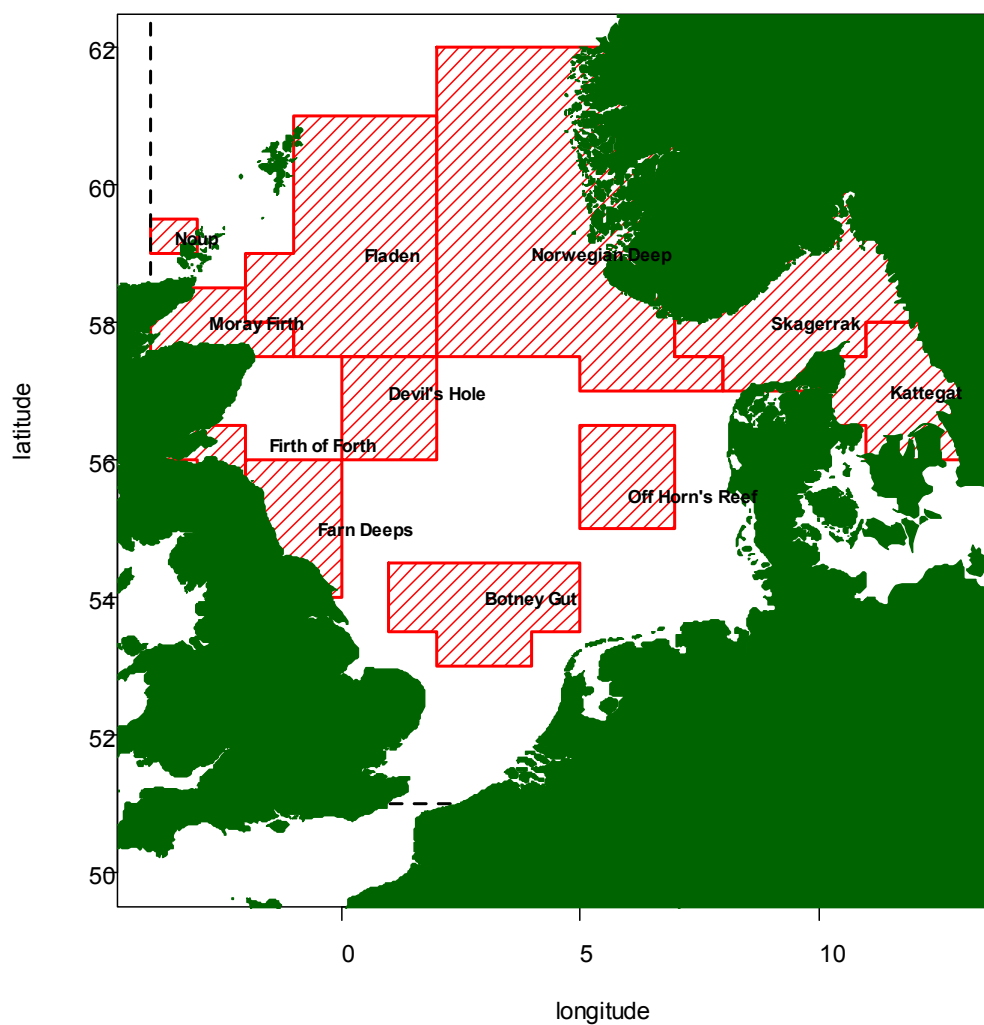 62
60
Noup
Fladen
Norwegian Deep
58
Moray Firth
Skagerrak
Devil's Hole
Kattegat
latitude
56
Firth of Forth
Off Horn's Reef
Farn Deeps
54
Botney Gut
52
50
0 5 10
longitude